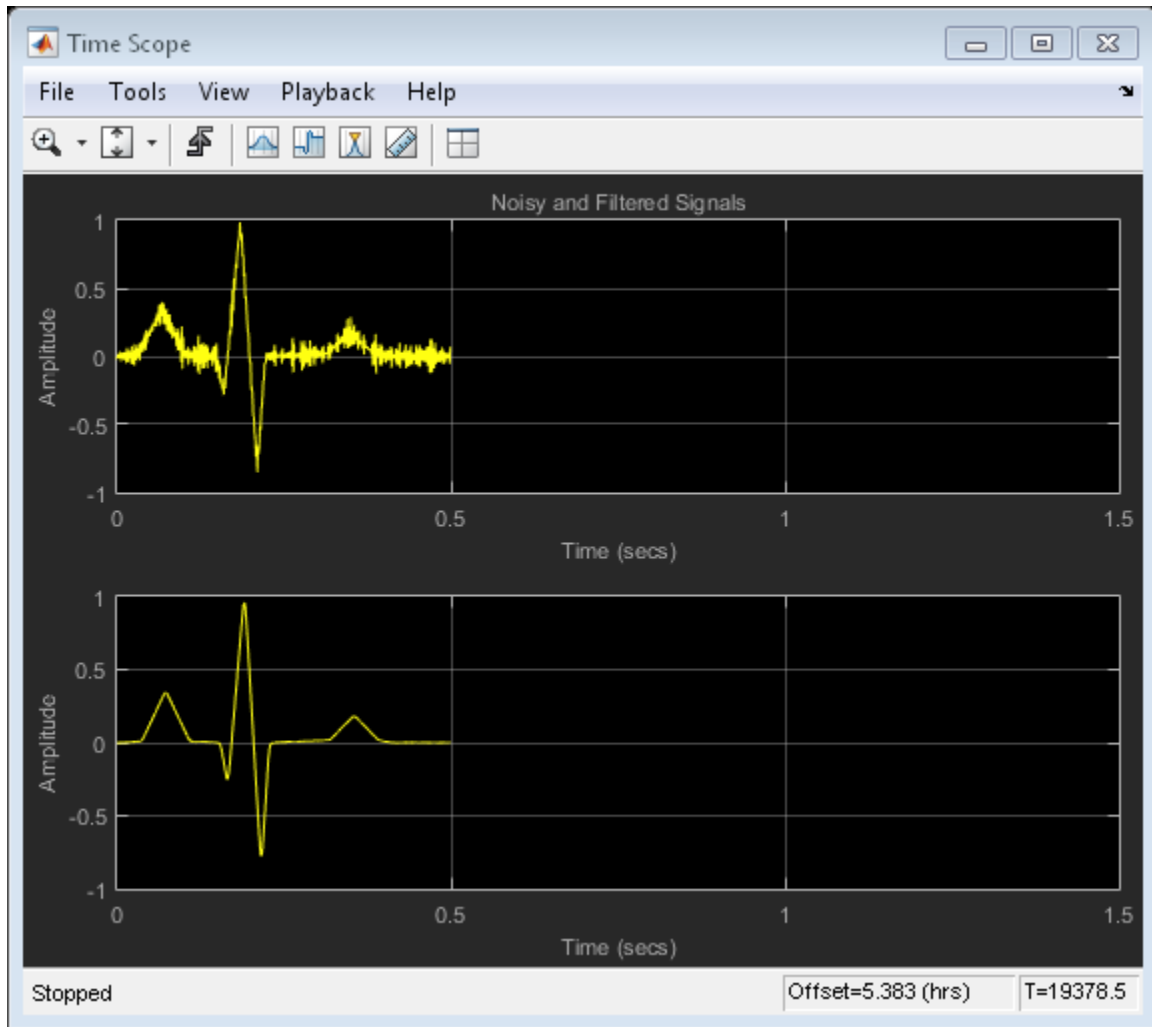 Time Scope
File Tools View Playback Help
Noisy and Filtered Signals
1
0.5
0
-0.5
-1
Amplitude
0 0.5 1 1.5
Time (secs)
1
0.5
0
-0.5
-1
Amplitude
0 0.5 1 1.5
Time (secs)
Stopped Offset=5.383 (hrs) T=19378.5